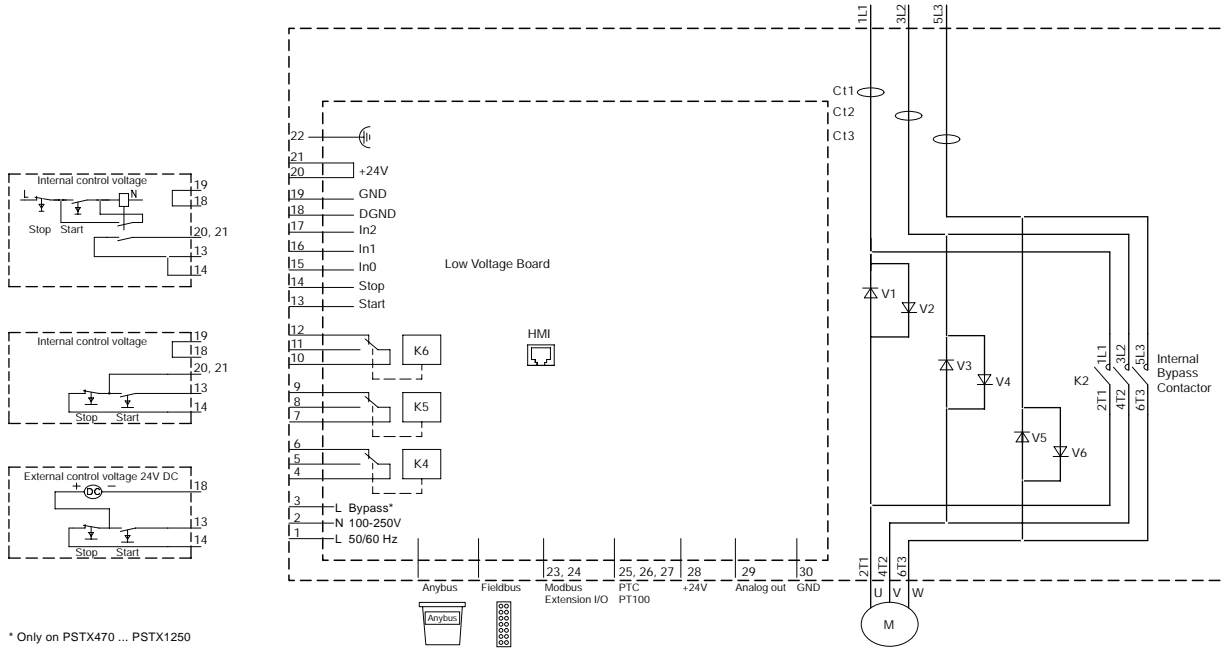 1L1
3L2
5L3
Ct1
Ct2
Ct3
22
21
20 +24V
19 GND
18 DGND
17 In2
16 In1
15 In0
14 Stop
13 Start
Low Voltage Board
HMI
12
11
10
K6
9
8
7
K5
6
5
4
K4
3 L Bypass*
2 N 100-250V
1 L 50/60 Hz
Internal control voltage
L N
Stop Start
19
18
20, 21
13
14
Internal control voltage
Stop Start
19
18
20, 21
13
14
External control voltage 24V DC
+ DC -
Stop Start
18
13
14
V1
V2
V3
V4
V5
V6
K2
1L1
3L2
5L3
2T1
4T2
6T3
Internal
Bypass
Contactor
23, 24
25, 26, 27
28
29
30
Anybus
Fieldbus
Modbus
Extension I/O
PTC
PT100
+24V
Analog out
GND
Anybus
2T1
4T2
6T3
U V W
M
* Only on PSTX470 ... PSTX1250